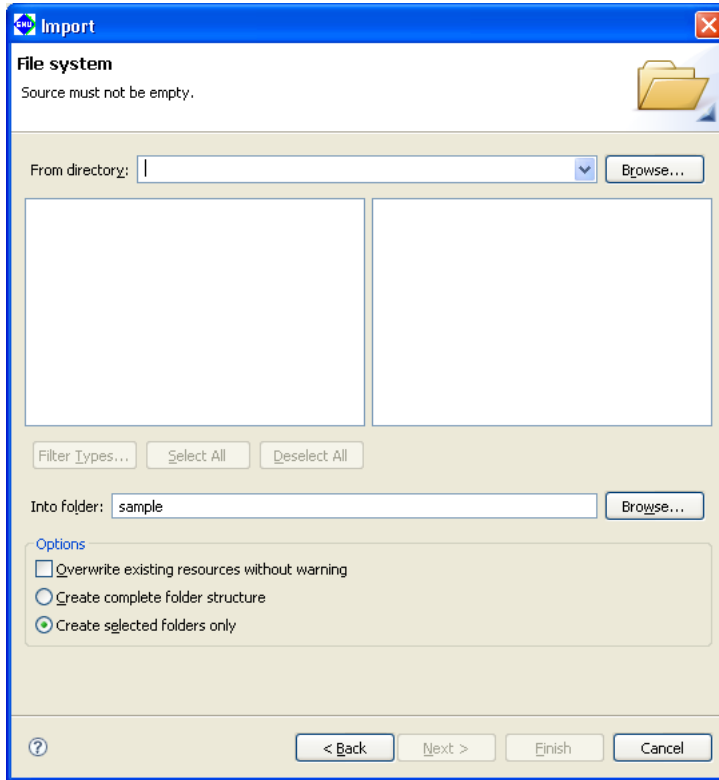 GNU Import
File system
Source must not be empty.
From directory: Browse...
Filter Types... Select All Deselect All
Into folder: sample Browse...
Options
Overwrite existing resources without warning
Create complete folder structure
Create selected folders only
? < Back Next > Finish Cancel